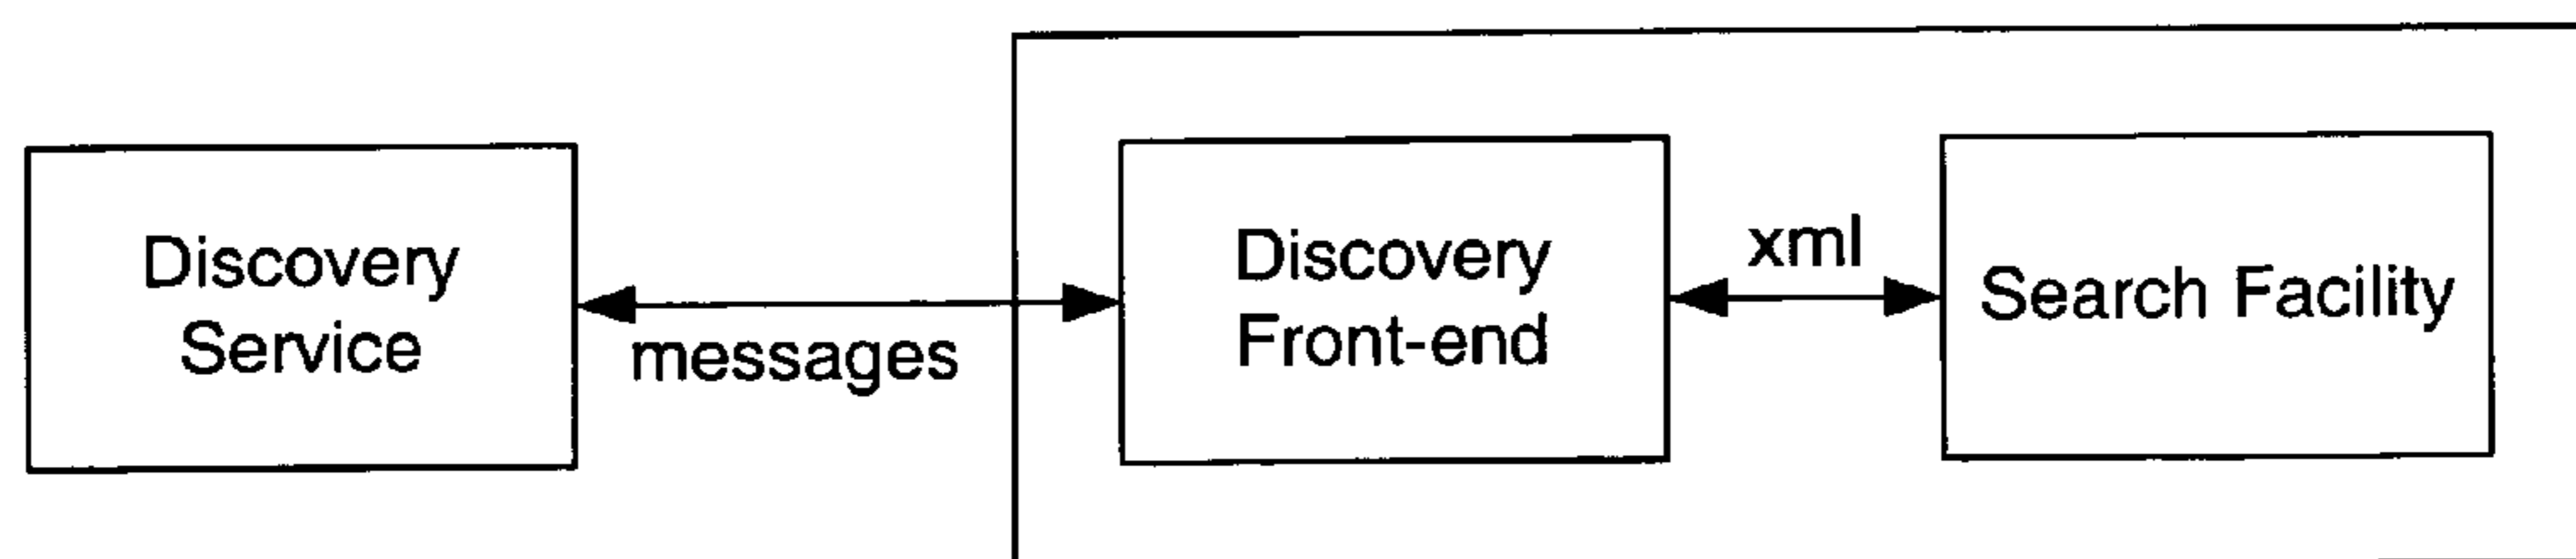 Discovery
Service
messages
Discovery
Front-end
xml
Search Facility